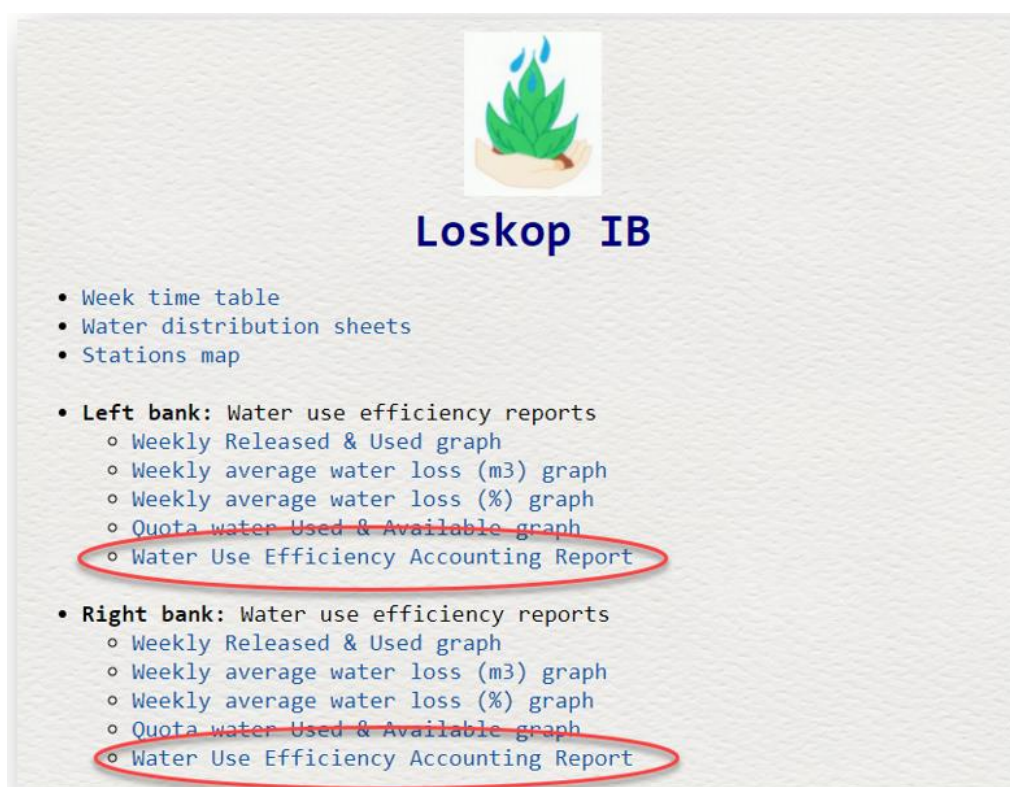 Loskop IB
Week time table
Water distribution sheets
Stations map
Left bank: Water use efficiency reports
Weekly Released & Used graph
Weekly average water loss (m3) graph
Weekly average water loss (%) graph
Quota water Used & Available graph
Water Use Efficiency Accounting Report
Right bank: Water use efficiency reports
Weekly Released & Used graph
Weekly average water loss (m3) graph
Weekly average water loss (%) graph
Quota water Used & Available graph
Water Use Efficiency Accounting Report